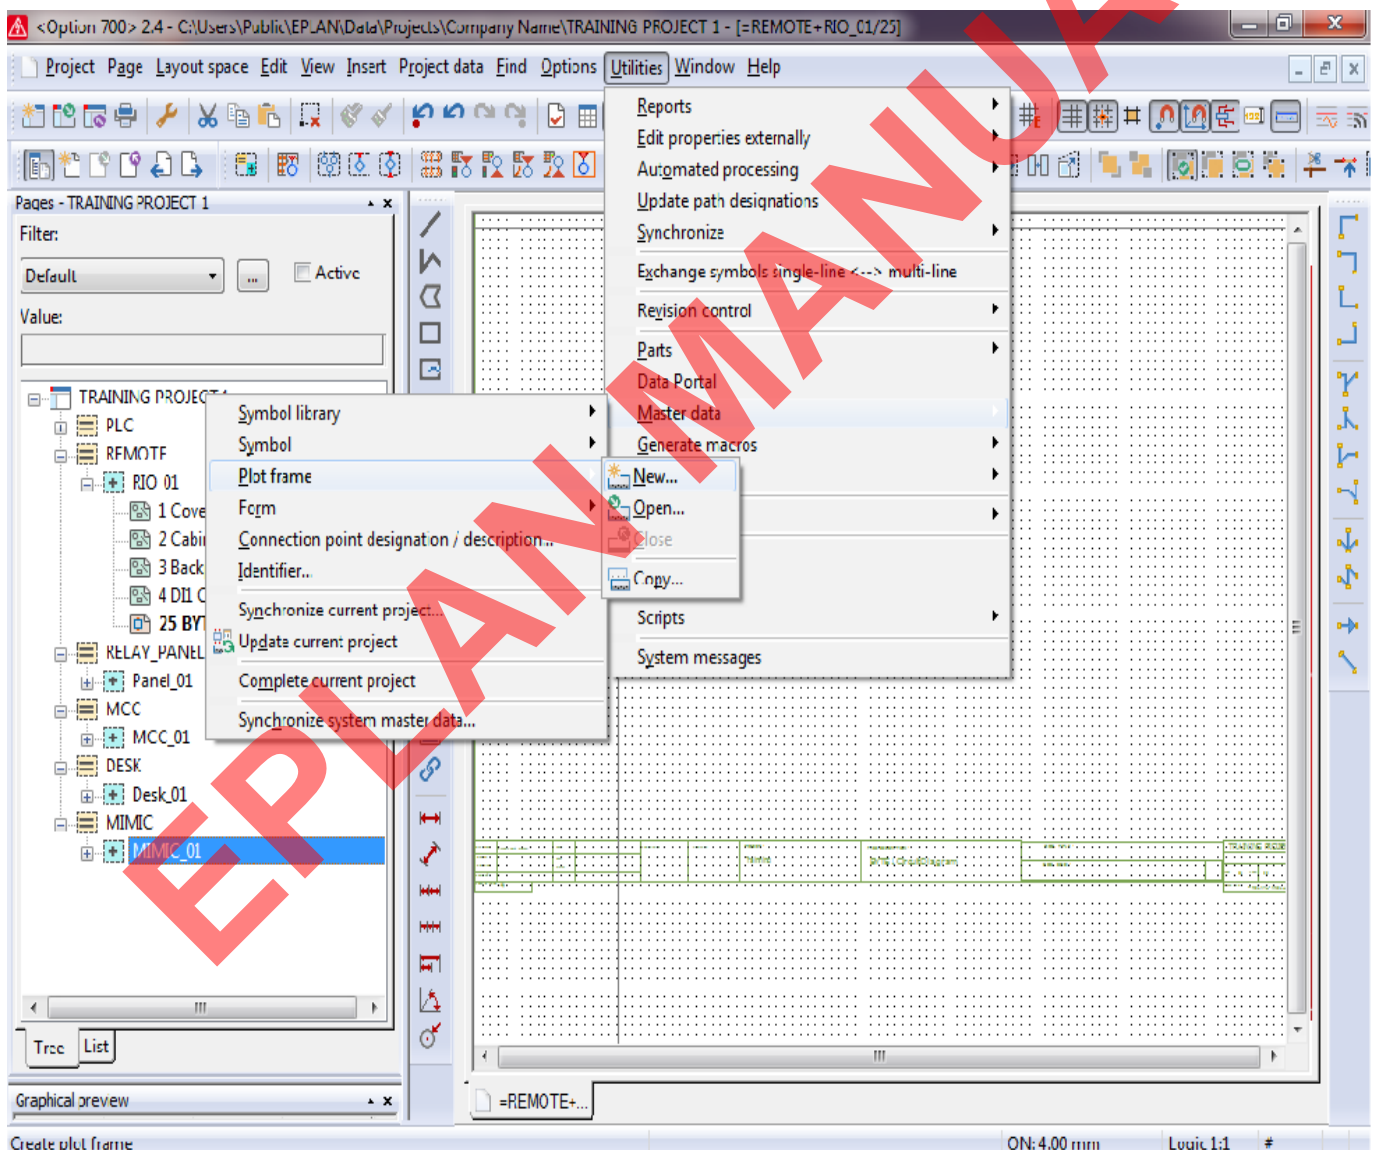 <Option 700> 2.4 - C:\Users\Public\EPLAN\Data\Projects\Company Name\TRAINING PROJECT 1 - [=REMOTE+RIO_01/25]
Project Page Layout space Edit View Insert Project data Find Options Utilities Window Help
Pages - TRAINING PROJECT 1
Filter:
Default
...
Active
Value:
TRAINING PROJECT
PLC
REMOTE
RIO 01
1 Cove
2 Cabi
3 Back
4 DI1 C
25 BYT
RELAY_PANEL
Panel_01
MCC
MCC_01
DESK
Desk_01
MIMIC
MIMIC_01
Tree
List
Graphical preview
Create plot frame
Reports
Edit properties externally
Automated processing
Update path designations
Synchronize
Exchange symbols single-line <--> multi-line
Revision control
Parts
Data Portal
Master data
Generate macros
Scripts
System messages
Symbol library
Symbol
Plot frame
Form
Connection point designation / description...
Identifier...
Synchronize current project...
Update current project
Complete current project
Synchronize system master data...
New...
Open...
Close
Copy...
=REMOTE+...
ON: 4.00 mm
Logic 1:1
#
EPLAN MANUA